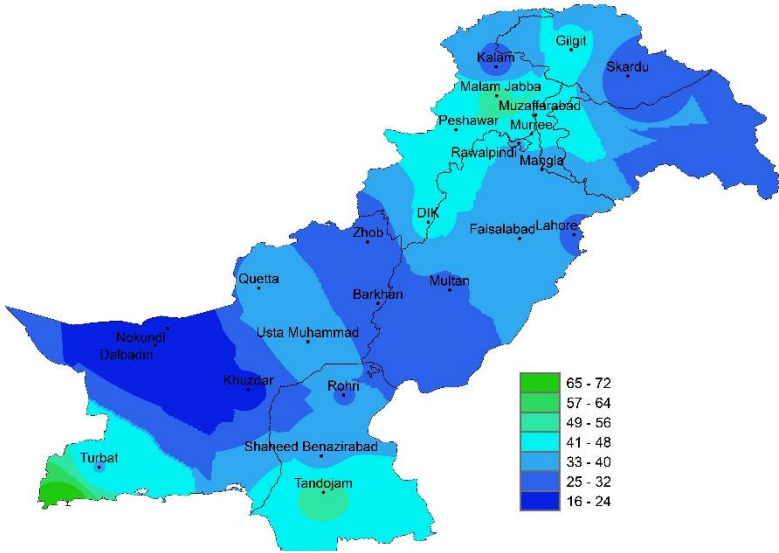 Gilgit
Kalam
Skardu
Malam Jabba
Muzaffarabad
Peshawar
Murree
Rawalpindi
Mangla
DIK
Faisalabad
Lahore
Zhob
Quetta
Multan
Barkhan
Nokundi
Usta Muhammad
Dalbadin
Khuzdar
Rohri
Shaheed Benazirabad
Turbat
Tandojam
65 - 72
57 - 64
49 - 56
41 - 48
33 - 40
25 - 32
16 - 24